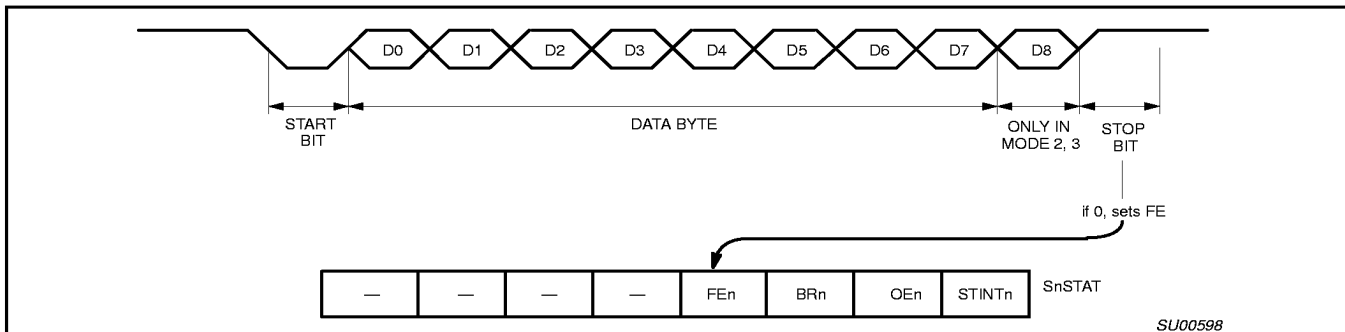 D0 D1 D2 D3 D4 D5 D6 D7 D8
START
BIT
DATA BYTE
ONLY IN
MODE 2, 3
STOP
BIT
if 0, sets FE
— — — — FEn BRn OEn STINTn SnSTAT
SU00598